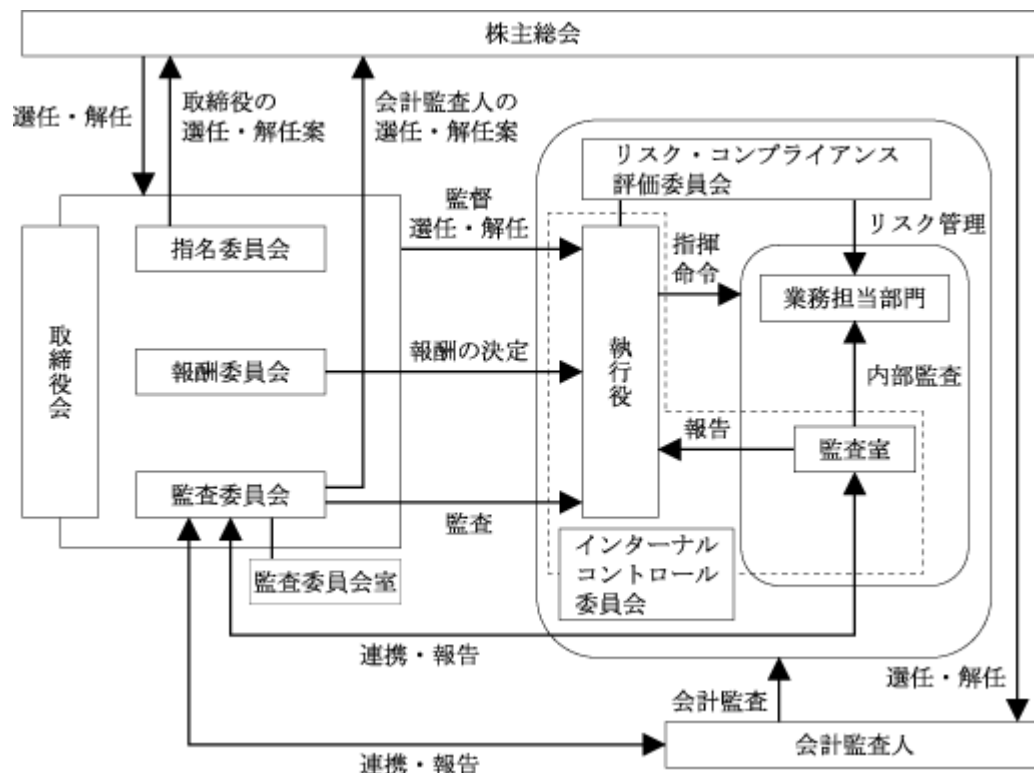 株主総会
選任・解任
取締役の
選任・解任案
会計監査人の
選任・解任案
リスク・コンプライアンス
評価委員会
監督
選任・解任
リスク管理
指名委員会
指揮
命令
業務担当部門
取締役会
報酬委員会
報酬の決定
執行役
内部監査
報告
監査室
監査委員会
監査
インターナル
コントロール
委員会
監査委員会室
連携・報告
選任・解任
会計監査
会計監査人
連携・報告